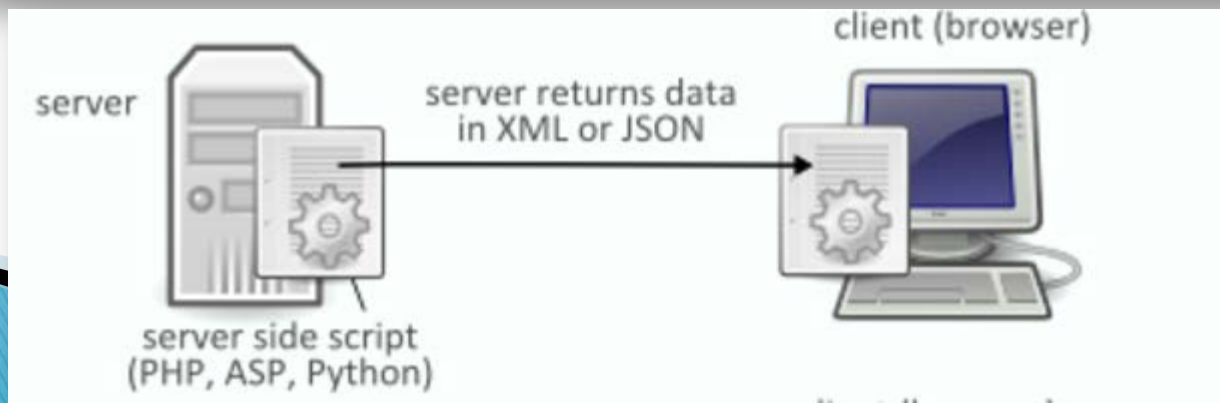 client (browser)
server
server returns data
in XML or JSON
server side script
(PHP, ASP, Python)